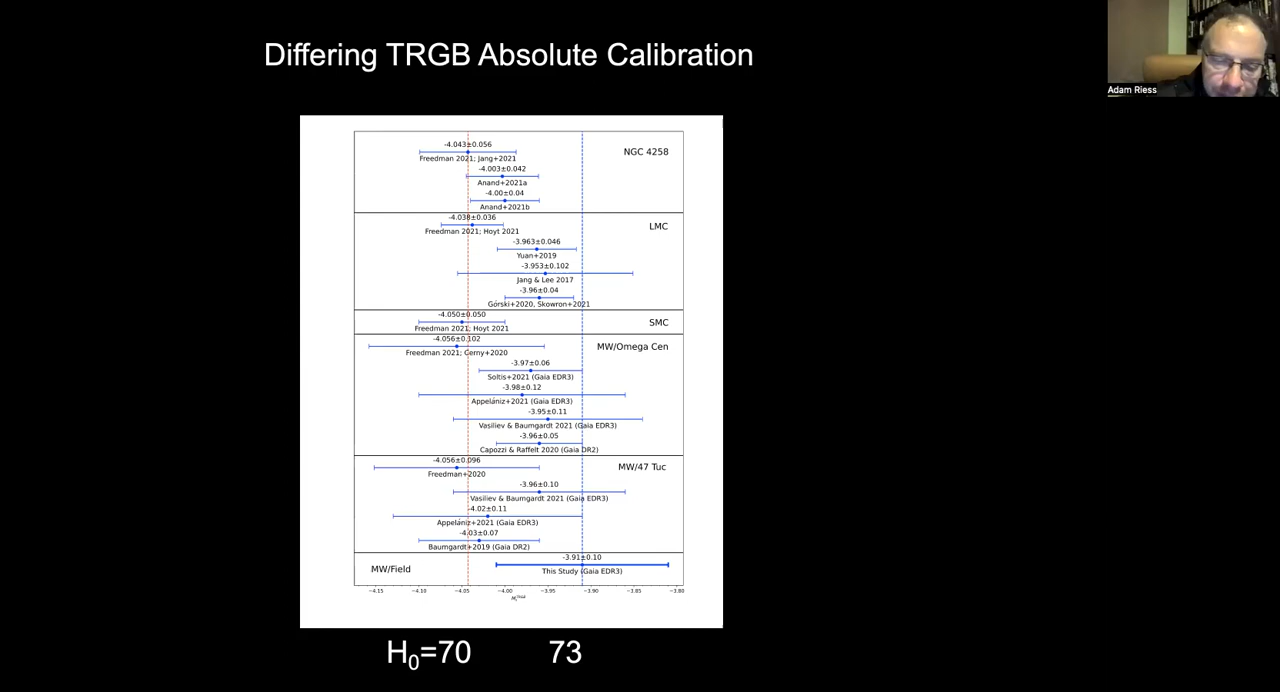 Differing TRGB Absolute Calibration
Adam Riess
-4.043±0.056
NGC 4258
Freedman 2021; Jang+2021
-4.003±0.042
Anand+2021a
-4.00±0.04
Anand+2021b
-4.038±0.036
LMC
Freedman 2021; Hoyt 2021
-3.963±0.046
Yuan+2019
-3.953±0.102
Jang & Lee 2017
-3.96±0.04
Górski+2020, Skowron+2021
-4.050±0.050
SMC
Freedman 2021; Hoyt 2021
-4.056±0.102
MW/Omega Cen
Freedman 2021; Cerny+2020
-3.97±0.06
Soltis+2021 (Gaia EDR3)
-3.98±0.12
Appelániz+2021 (Gaia EDR3)
-3.95±0.11
Vasiliev & Baumgardt 2021 (Gaia EDR3)
-3.96±0.05
Capozzi & Raffelt 2020 (Gaia DR2)
-4.056±0.096
MW/47 Tuc
Freedman+2020
-3.96±0.10
Vasiliev & Baumgardt 2021 (Gaia EDR3)
-4.02±0.11
Appelániz+2021 (Gaia EDR3)
-4.03±0.07
Baumgardt+2019 (Gaia DR2)
-3.91±0.10
MW/Field
This Study (Gaia EDR3)
−4.15 −4.10 −4.05 −4.00 −3.95 −3.90 −3.85 −3.80
H₀=70 73